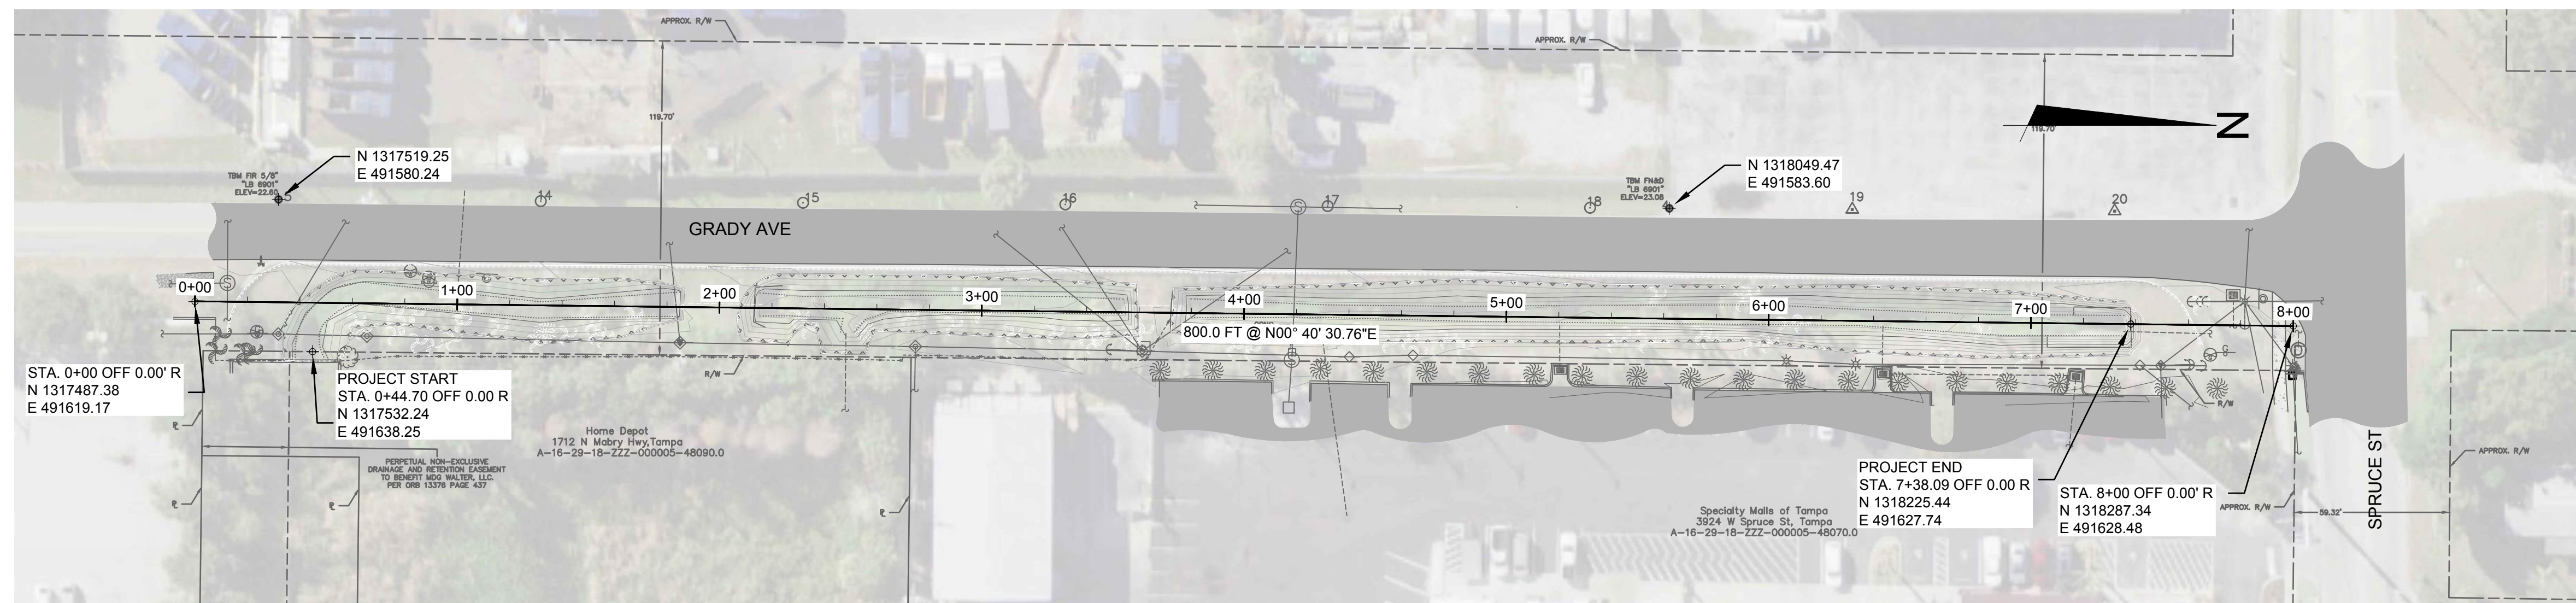 APPROX. R/W
APPROX. R/W
119.70'
119.70'
N
N 1317519.25
E 491580.24
TBM FIR 5/8"
"LB 6901"
ELEV=22.60
5
14
15
16
17
18
19
20
N 1318049.47
E 491583.60
TBM FN&D
"LB 6901"
ELEV=23.08
GRADY AVE
S
S
S
D
0+00
1+00
2+00
3+00
4+00
5+00
6+00
7+00
8+00
800.0 FT @ N00° 40' 30.76"E
STA. 0+00 OFF 0.00' R
N 1317487.38
E 491619.17
PROJECT START
STA. 0+44.70 OFF 0.00 R
N 1317532.24
E 491638.25
R/W
R/W
Home Depot
1712 N Mabry Hwy,Tampa
A-16-29-18-ZZZ-000005-48090.0
PERPETUAL NON-EXCLUSIVE
DRAINAGE AND RETENTION EASEMENT
TO BENEFIT MDG WALTER, LLC.
PER ORB 13376 PAGE 437
PROJECT END
STA. 7+38.09 OFF 0.00 R
N 1318225.44
E 491627.74
STA. 8+00 OFF 0.00' R
N 1318287.34
E 491628.48
Specialty Malls of Tampa
3924 W Spruce St, Tampa
A-16-29-18-ZZZ-000005-48070.0
APPROX. R/W
59.32'
SPRUCE ST
APPROX. R/W